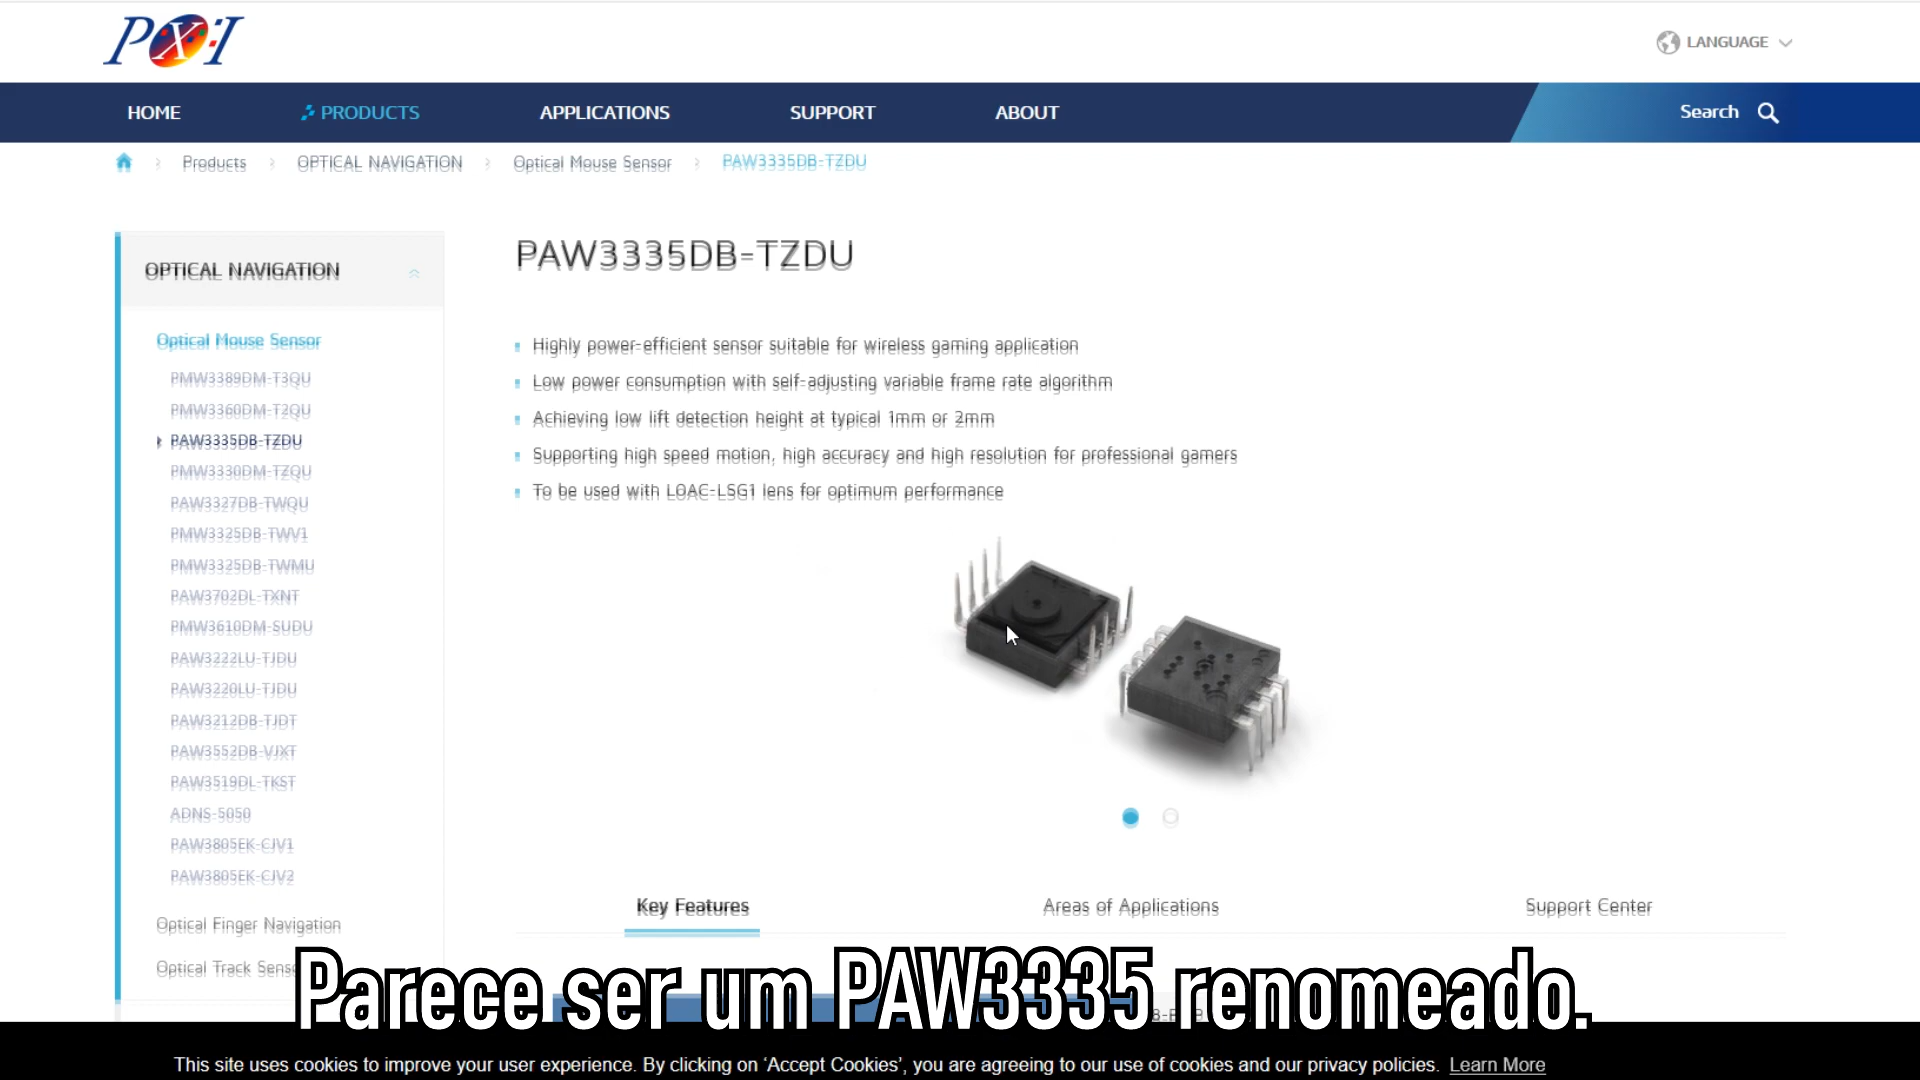 PXI
LANGUAGE
HOME
PRODUCTS
APPLICATIONS
SUPPORT
ABOUT
Search
Products
OPTICAL NAVIGATION
Optical Mouse Sensor
PAW3335DB-TZDU
OPTICAL NAVIGATION
Optical Mouse Sensor
PMW3389DM-T3QU
PMW3360DM-T2QU
PAW3335DB-TZDU
PMW3330DM-TZQU
PAW3327DB-TWQU
PMW3325DB-TWV1
PMW3325DB-TWMU
PAW3702DL-TXNT
PMW3610DM-SUDU
PAW3222LU-TJDU
PAW3220LU-TJDU
PAW3212DB-TJDT
PAW3552DB-VJXT
PAW3519DL-TKST
ADNS-5050
PAW3805EK-CJV1
PAW3805EK-CJV2
Optical Finger Navigation
Optical Track Senso
PAW3335DB-TZDU
Highly power-efficient sensor suitable for wireless gaming application
Low power consumption with self-adjusting variable frame rate algorithm
Achieving low lift detection height at typical 1mm or 2mm
Supporting high speed motion, high accuracy and high resolution for professional gamers
To be used with LOAC-LSG1 lens for optimum performance
Key Features
Areas of Applications
Support Center
Parece ser um PAW3335 renomeado.
This site uses cookies to improve your user experience. By clicking on ‘Accept Cookies’, you are agreeing to our use of cookies and our privacy policies. Learn More